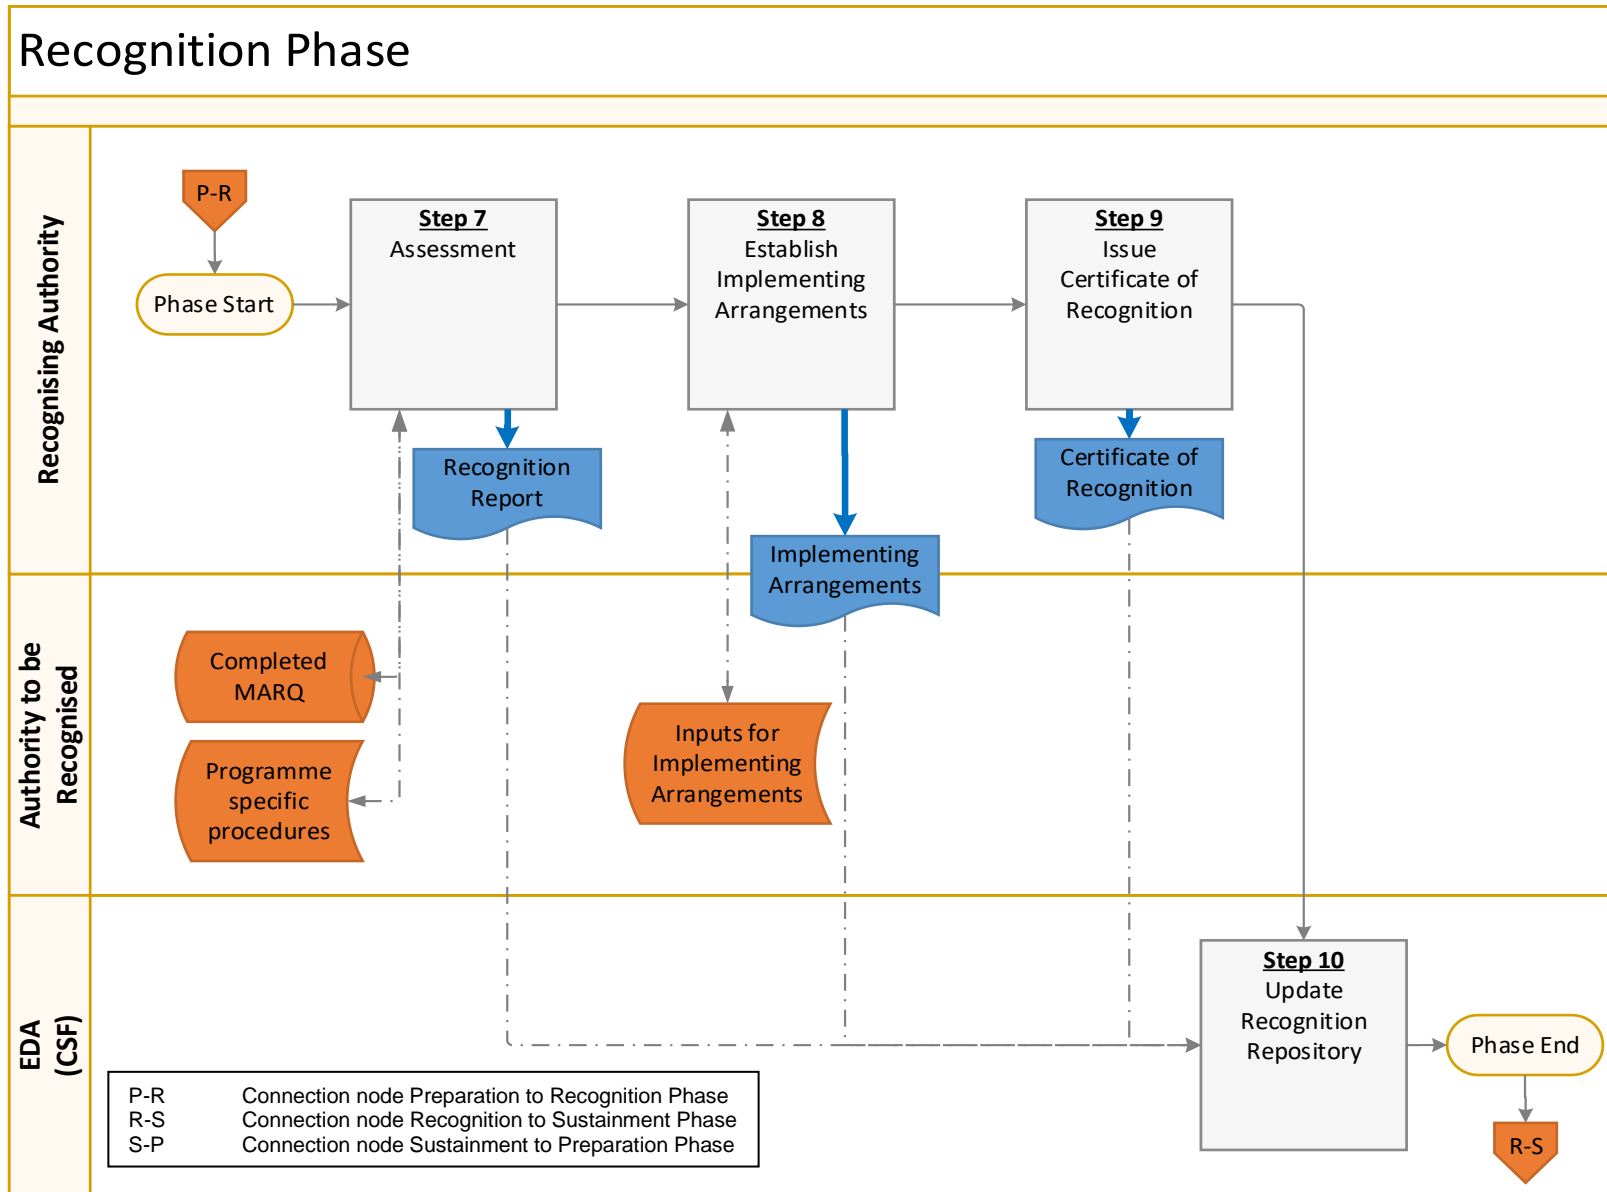 Recognition Phase
Recognising Authority
P-R
Phase Start
Step 7
Assessment
Step 8
Establish
Implementing
Arrangements
Step 9
Issue
Certificate of
Recognition
Recognition
Report
Implementing
Arrangements
Certificate of
Recognition
Authority to be
Recognised
Completed
MARQ
Programme
specific
procedures
Inputs for
Implementing
Arrangements
EDA
(CSF)
Step 10
Update
Recognition
Repository
Phase End
R-S
P-R Connection node Preparation to Recognition Phase
R-S Connection node Recognition to Sustainment Phase
S-P Connection node Sustainment to Preparation Phase